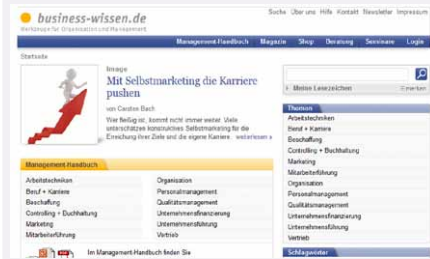 business-wissen.de
Werkzeuge für Organisation und Management
Suche Über uns Hilfe Kontakt Newsletter Impressum
Management-Handbuch Magazin Shop Beratung Seminare Login
Startseite
Image
Mit Selbstmarketing die Karriere
pushen
von Carsten Bach
Wer fleißig ist, kommt nicht immer weiter. Viele
unterschätzen konstruktives Selbstmarketing für die
Erreichung ihrer Ziele und die eigene Karriere. weiterlesen »
Management-Handbuch
Arbeitstechniken
Beruf + Karriere
Beschaffung
Controlling + Buchhaltung
Marketing
Mitarbeiterführung
Organisation
Personalmanagement
Qualitätsmanagement
Unternehmensfinanzierung
Unternehmensführung
Vertrieb
Im Management-Handbuch finden Sie
Meine Lesezeichen
Themen
Arbeitstechniken
Beruf + Karriere
Beschaffung
Controlling + Buchhaltung
Marketing
Mitarbeiterführung
Organisation
Personalmanagement
Qualitätsmanagement
Unternehmensfinanzierung
Unternehmensführung
Vertrieb
Schlagwörter